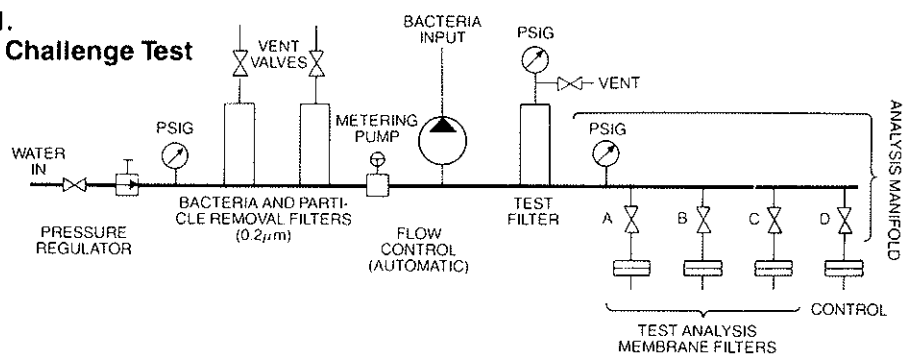 Challenge Test
VENT
VALVES
BACTERIA
INPUT
PSIG
VENT
PSIG
METERING
PUMP
PSIG
WATER
IN
PRESSURE
REGULATOR
BACTERIA AND PARTI-
CLE REMOVAL FILTERS
(0.2μm)
FLOW
CONTROL
(AUTOMATIC)
TEST
FILTER
A
B
C
D
ANALYSIS MANIFOLD
TEST ANALYSIS
MEMBRANE FILTERS
CONTROL